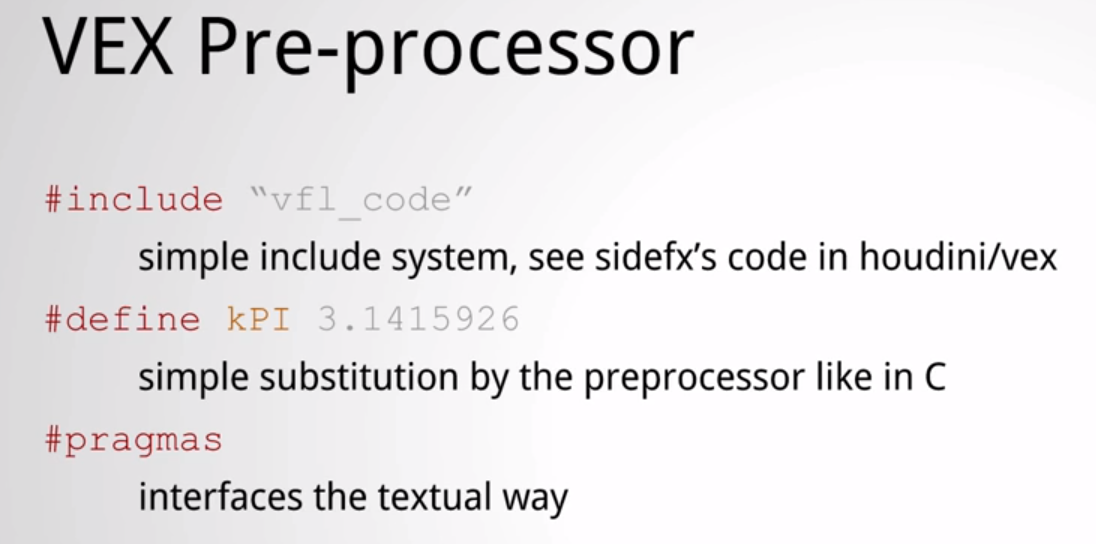 VEX Pre-processor
#include “vfl_code”
simple include system, see sidefx’s code in houdini/vex
#define kPI 3.1415926
simple substitution by the preprocessor like in C
#pragmas
interfaces the textual way